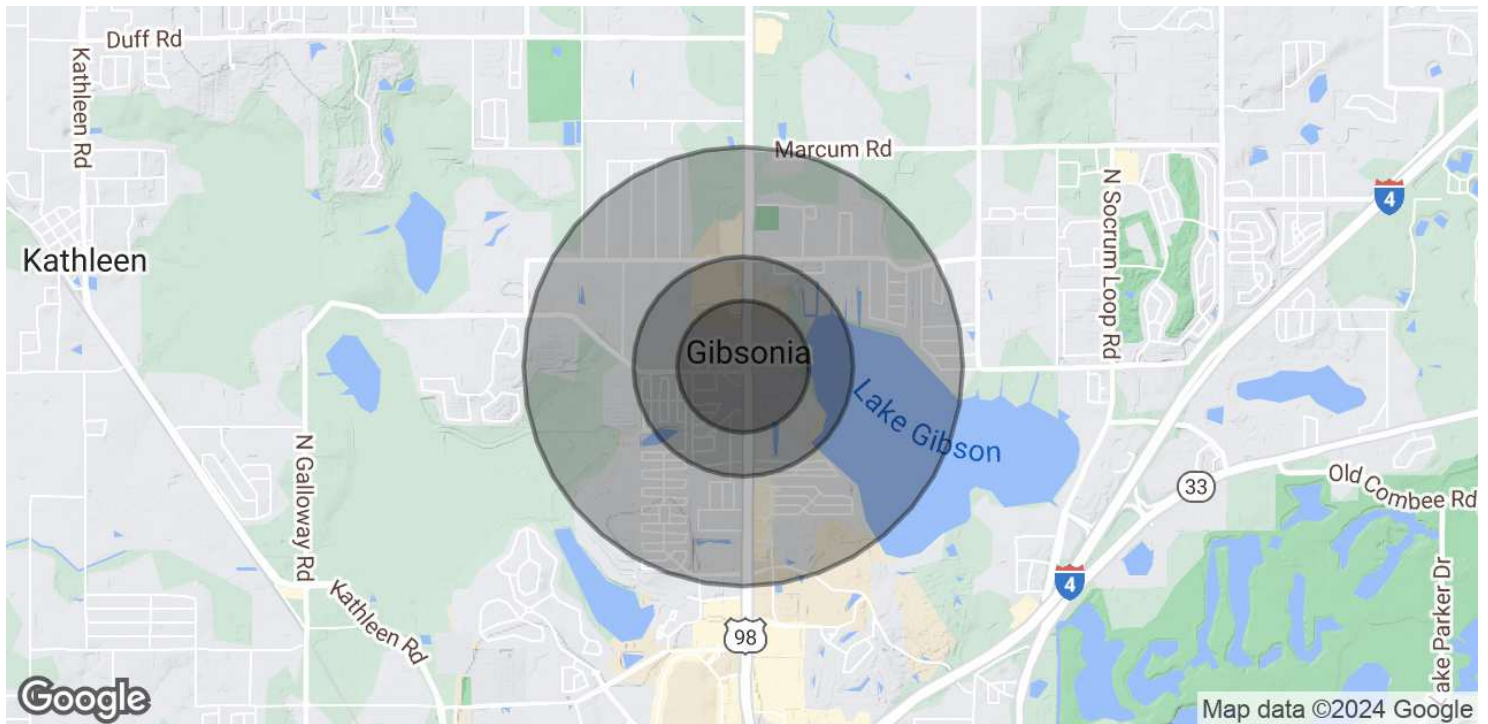 Duff Rd
Kathleen Rd
Marcum Rd
N Socrum Loop Rd
4
Kathleen
Gibsonia
Lake Gibson
33
Old Combee Rd
N Galloway Rd
Kathleen Rd
4
98
Lake Parker Dr
Google
Map data ©2024 Google